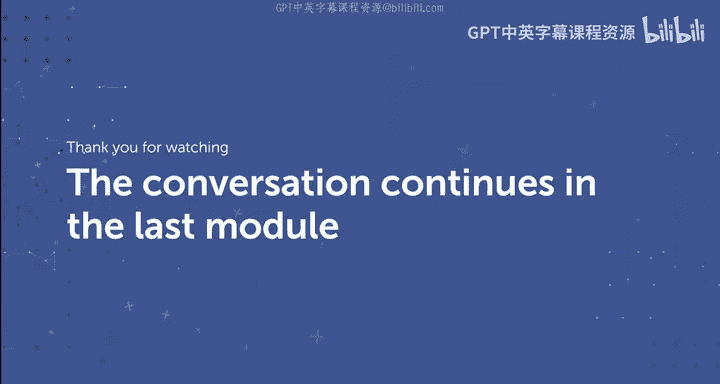 GPT中英字幕课程资源@bilibili.com
GPT中英字幕课程资源 bilibili
Thank you for watching
The conversation continues in
the last module